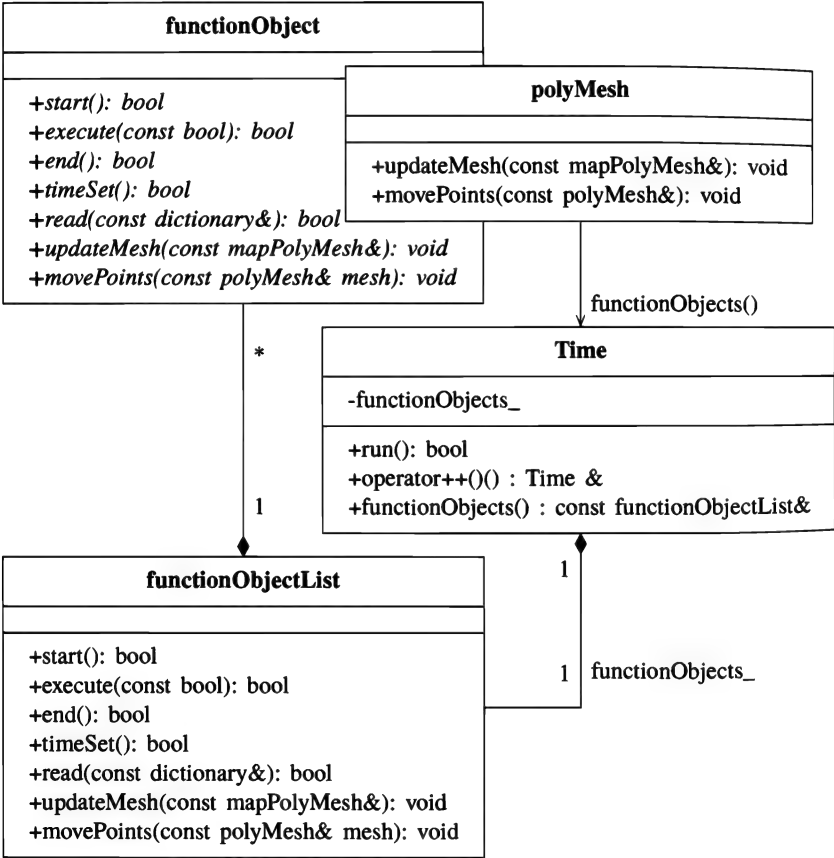 functionObject
+start(): bool
+execute(const bool): bool
+end(): bool
+timeSet(): bool
+read(const dictionary&): bool
+updateMesh(const mapPolyMesh&): void
+movePoints(const polyMesh& mesh): void
polyMesh
+updateMesh(const mapPolyMesh&): void
+movePoints(const polyMesh&): void
functionObjects()
Time
-functionObjects_
+run(): bool
+operator++()() : Time &
+functionObjects() : const functionObjectList&
*
1
1
1 functionObjects_
functionObjectList
+start(): bool
+execute(const bool): bool
+end(): bool
+timeSet(): bool
+read(const dictionary&): bool
+updateMesh(const mapPolyMesh&): void
+movePoints(const polyMesh& mesh): void